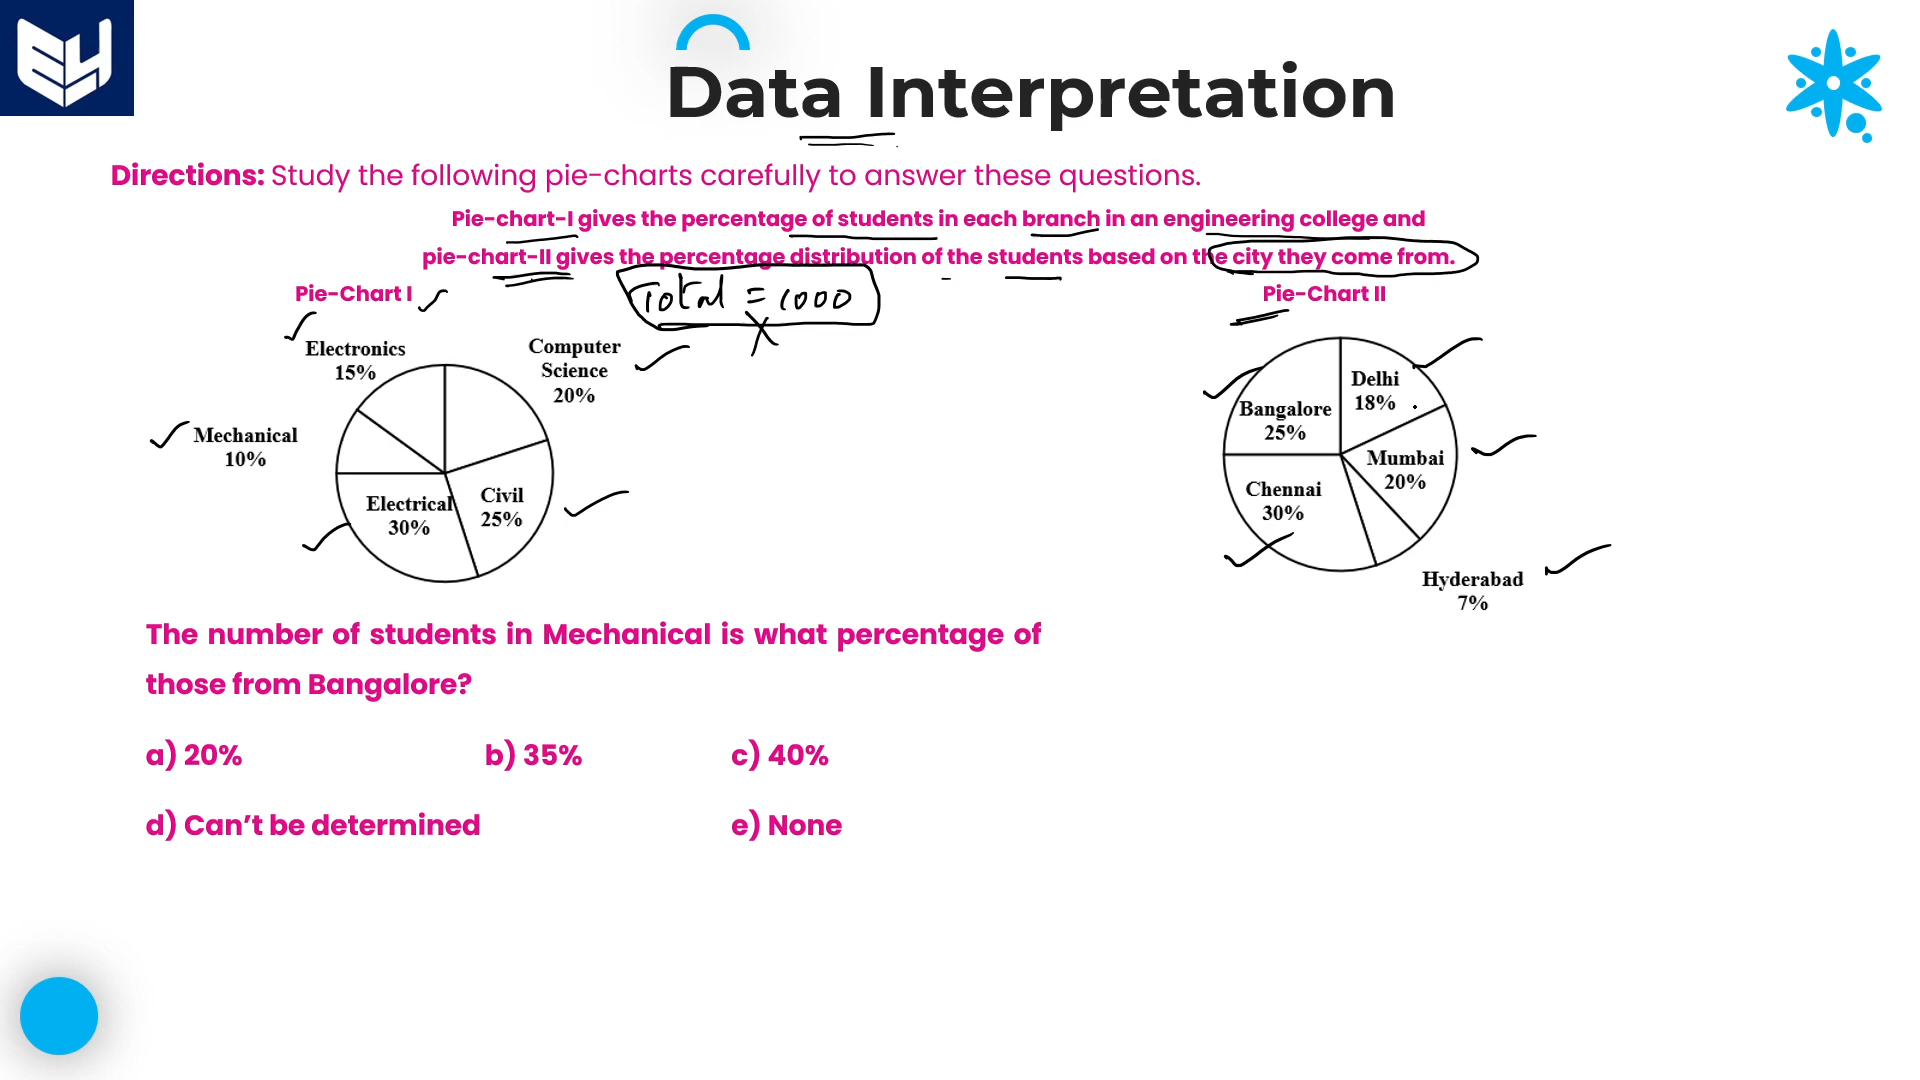 Data Interpretation
Directions: Study the following pie-charts carefully to answer these questions.
Pie-chart-I gives the percentage of students in each branch in an engineering college and
pie-chart-II gives the percentage distribution of the students based on the city they come from.
Pie-Chart I
Total = 1000
Pie-Chart II
Electronics
15%
Computer
Science
20%
Mechanical
10%
Electrical
30%
Civil
25%
Delhi
18%
Bangalore
25%
Mumbai
20%
Chennai
30%
Hyderabad
7%
The number of students in Mechanical is what percentage of
those from Bangalore?
a) 20% b) 35% c) 40%
d) Can’t be determined e) None